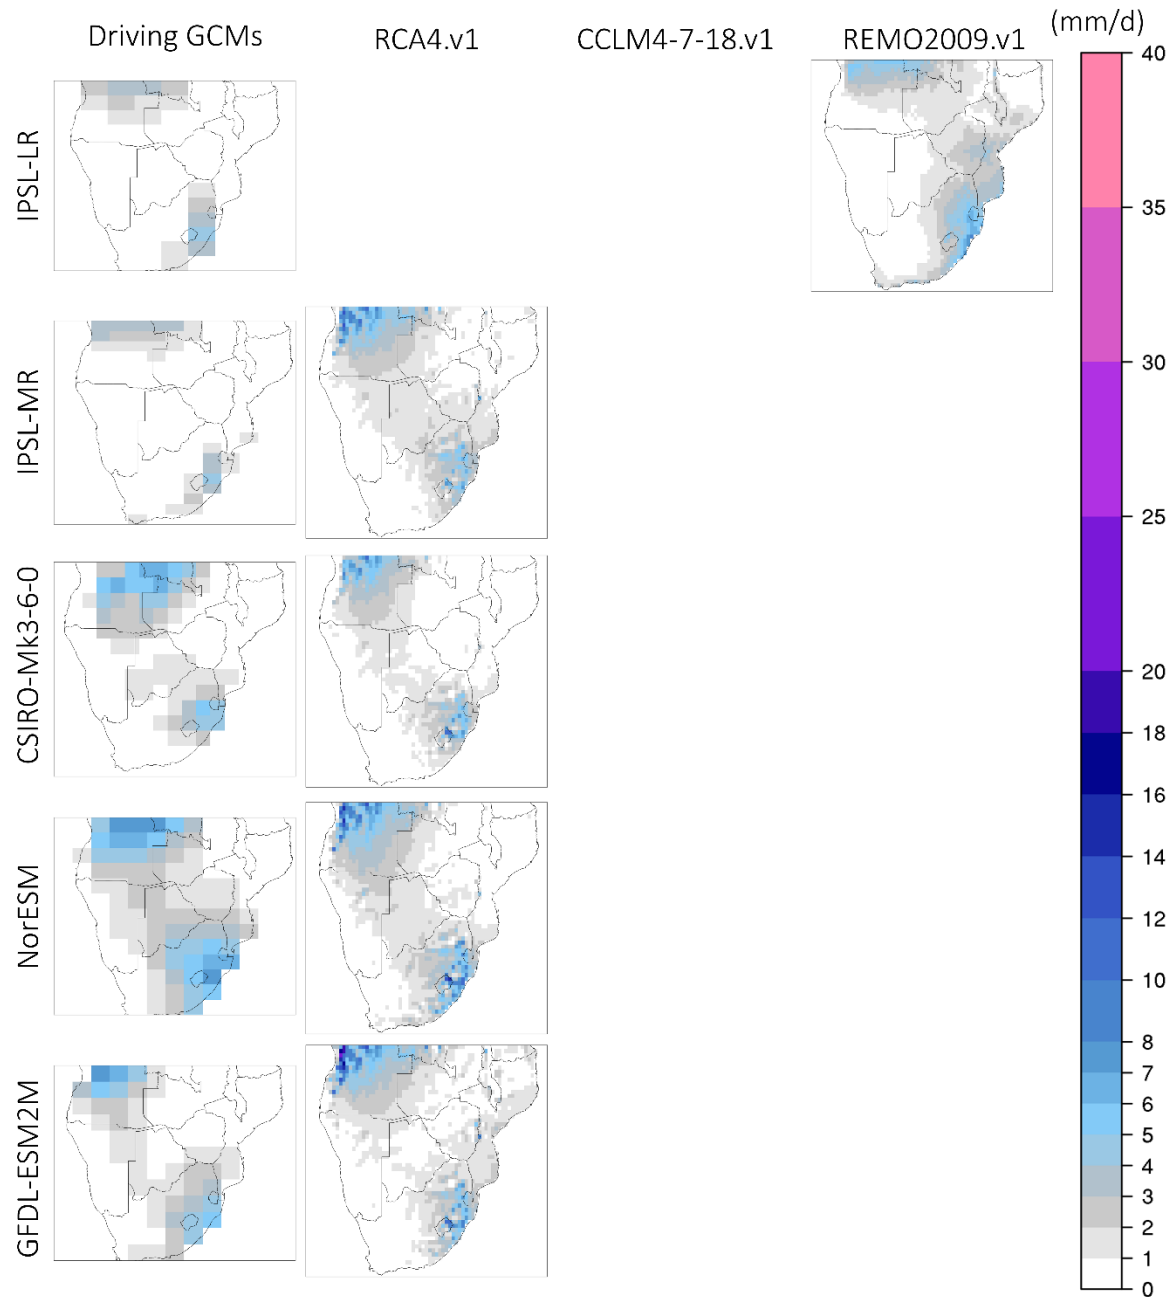 (mm/d)
Driving GCMs RCA4.v1 CCLM4-7-18.v1 REMO2009.v1
IPSL-LR
IPSL-MR
CSIRO-Mk3-6-0
NorESM
GFDL-ESM2M
40
35
30
25
20
18
16
14
12
10
8
7
6
5
4
3
2
1
0